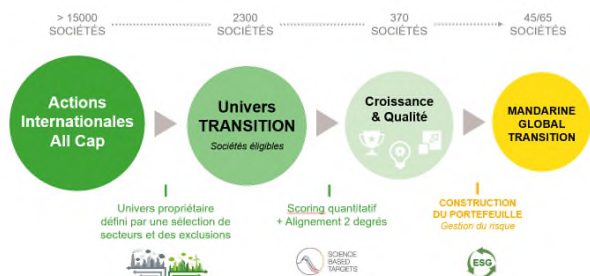 > 15000
SOCIÉTÉS
2300
SOCIÉTÉS
370
SOCIÉTÉS
45/65
SOCIÉTÉS
Actions
Internationales
All Cap
Univers
TRANSITION
Sociétés éligibles
Croissance
& Qualité
MANDARINE
GLOBAL
TRANSITION
Univers propriétaire
défini par une sélection de
secteurs et des exclusions
Scoring quantitatif
+ Alignement 2 degrés
CONSTRUCTION
DU PORTEFEUILLE
Gestion du risque
SCIENCE
BASED
TARGETS
ESG